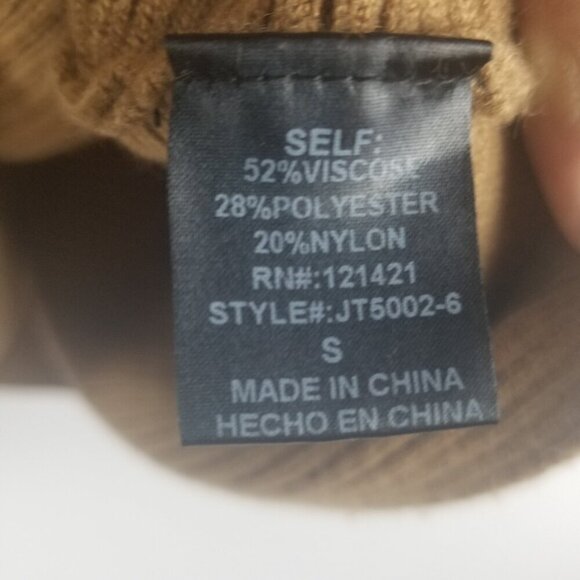 SELF:
52%VISCOSE
28%POLYESTER
20%NYLON
RN#:121421
STYLE#:JT5002-6
S
MADE IN CHINA
HECHO EN CHINA